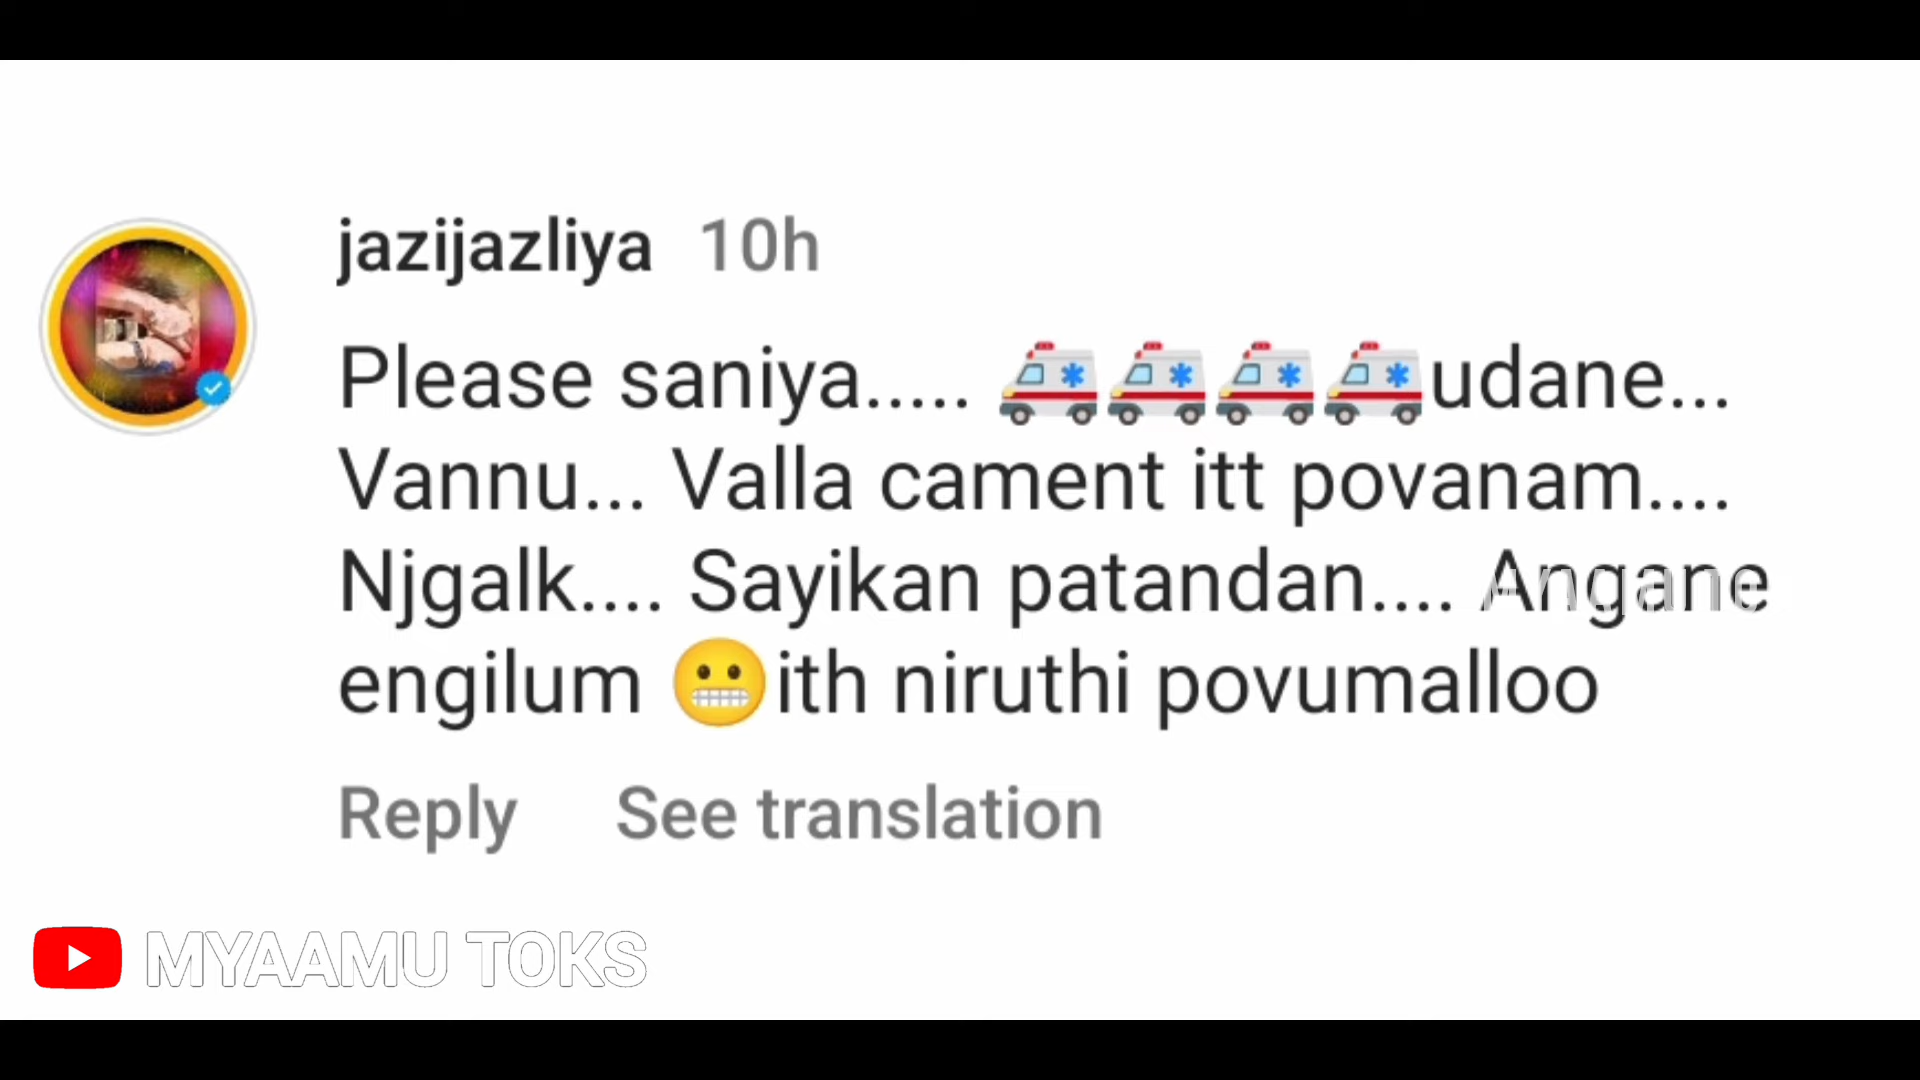 jazijazliya 10h
Please saniya..... 🚑🚑🚑🚑udane...
Vannu... Valla cament itt povanam....
Njgalk.... Sayikan patandan.... Angane
engilum 😬ith niruthi povumalloo
Reply See translation
MYAAMU TOKS